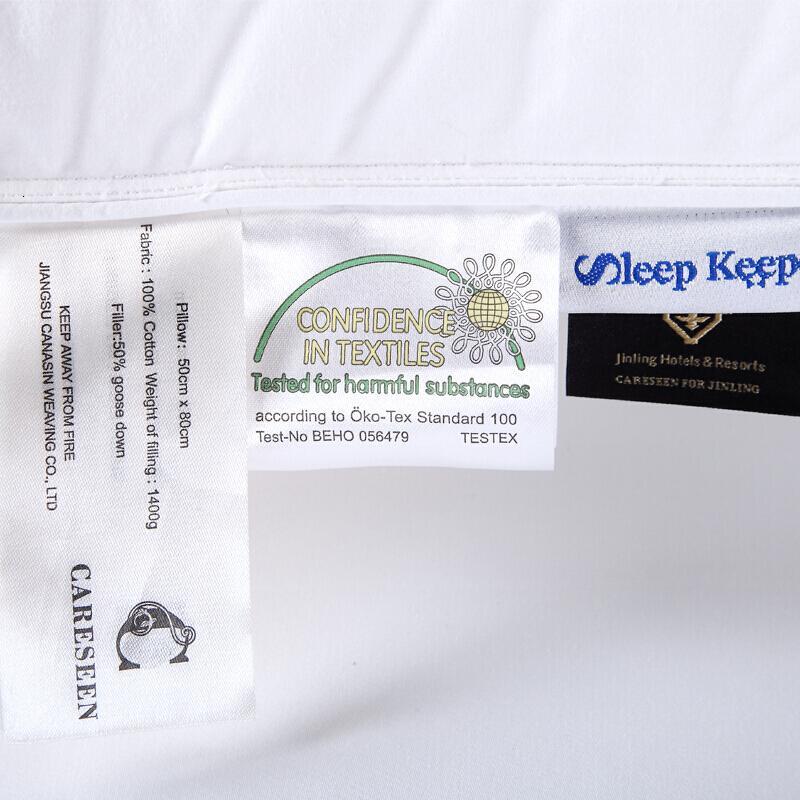 Pillow: 50cm x 80cm
Fabric : 100% Cotton Weight of filling : 1400g
Filler:50% goose down
KEEP AWAY FROM FIRE
JIANGSU CANASIN WEAVING CO., LTD
CARESEEN
CONFIDENCE
IN TEXTILES
Tested for harmful substances
according to Öko-Tex Standard 100
Test-No BEHO 056479 TESTEX
Sleep Keep
Jinling Hotels & Resorts
CARESEEN FOR JINLING